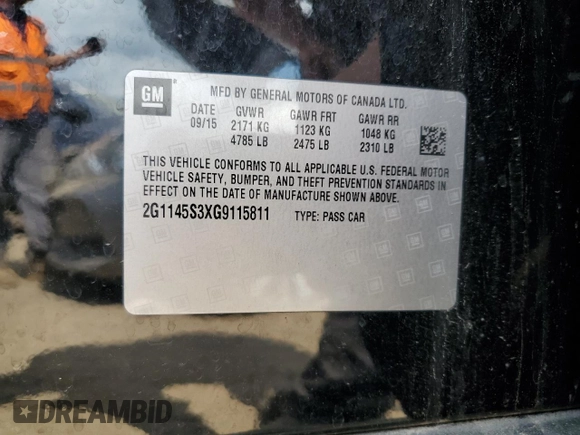 GM
MFD BY GENERAL MOTORS OF CANADA LTD.
DATE GVWR GAWR FRT GAWR RR
09/15 2171 KG 1123 KG 1048 KG
4785 LB 2475 LB 2310 LB
THIS VEHICLE CONFORMS TO ALL APPLICABLE U.S. FEDERAL MOTOR
VEHICLE SAFETY, BUMPER, AND THEFT PREVENTION STANDARDS IN
EFFECT ON THE DATE OF MANUFACTURE SHOWN ABOVE.
2G1145S3XG9115811 TYPE: PASS CAR
DREAMBID